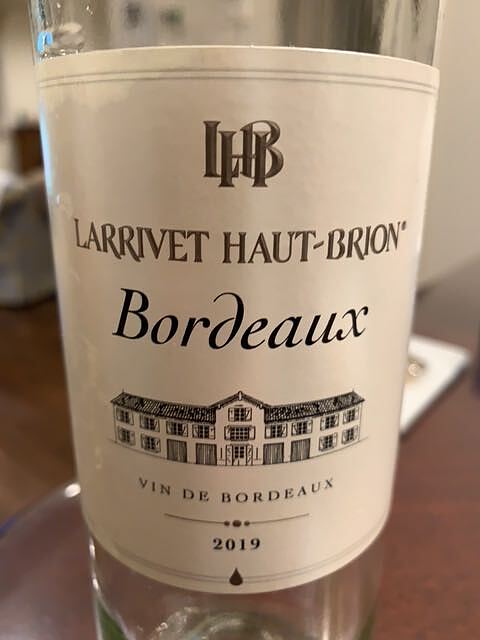 LHB
LARRIVET HAUT-BRION®
Bordeaux
VIN DE BORDEAUX
2019